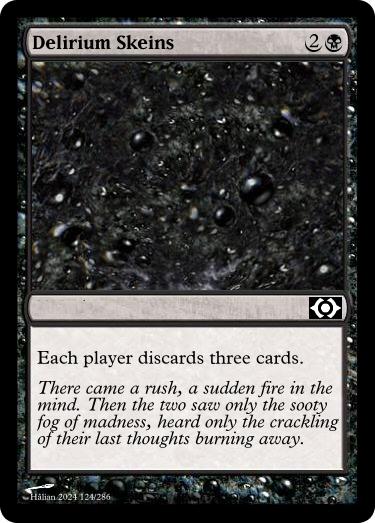 Delirium Skeins 2
Each player discards three cards.
There came a rush, a sudden fire in the
mind. Then the two saw only the sooty
fog of madness, heard only the crackling
of their last thoughts burning away.
Hålian 2024 124/286